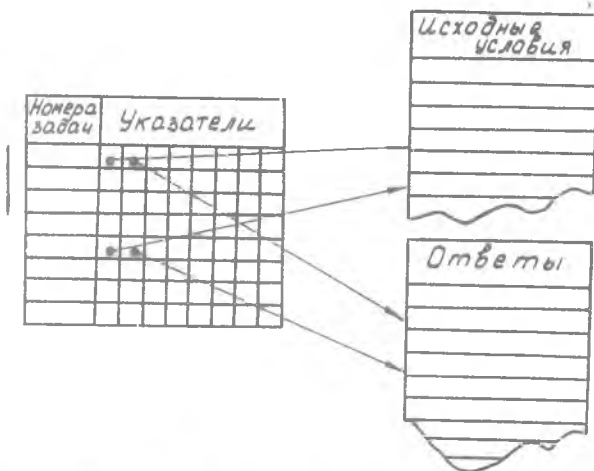 Номера
задач
Указатели
Исходные
условия
Ответы